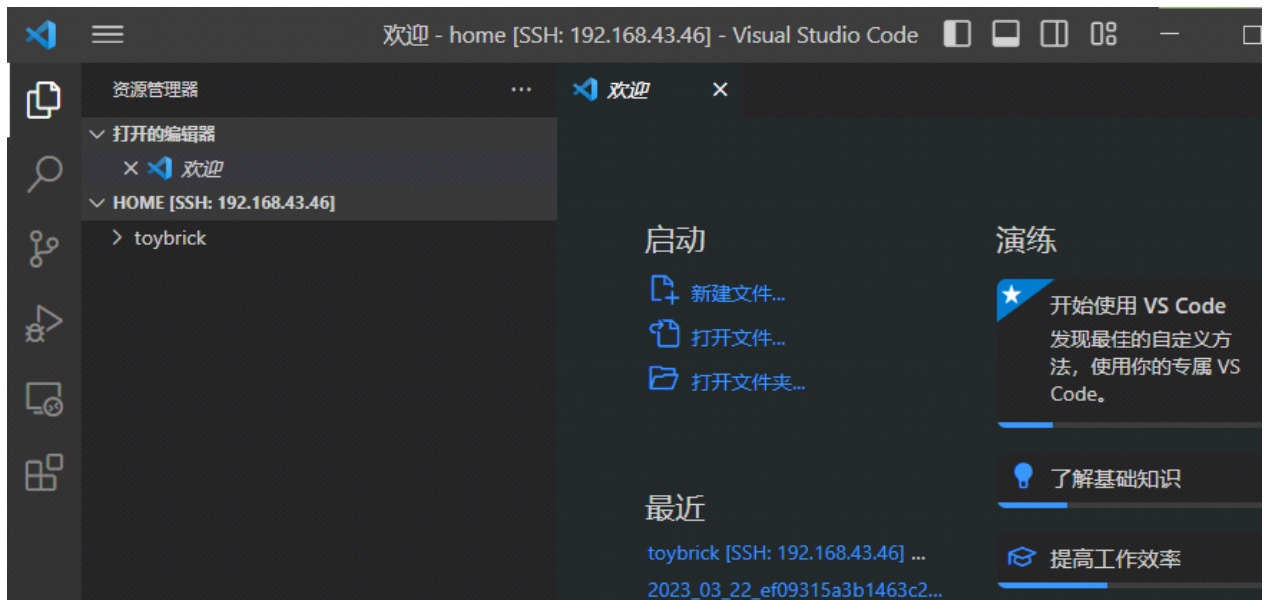 欢迎 - home [SSH: 192.168.43.46] - Visual Studio Code
资源管理器
欢迎
打开的编辑器
欢迎
HOME [SSH: 192.168.43.46]
toybrick
启动
新建文件...
打开文件...
打开文件夹...
最近
toybrick [SSH: 192.168.43.46] ...
2023_03_22_ef09315a3b1463c2...
演练
开始使用 VS Code
发现最佳的自定义方
法，使用你的专属 VS
Code。
了解基础知识
提高工作效率